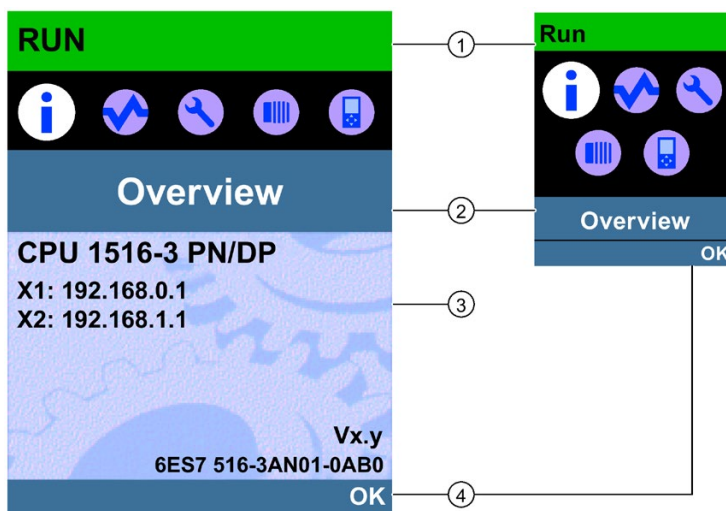 RUN
Overview
CPU 1516-3 PN/DP
X1: 192.168.0.1
X2: 192.168.1.1
Vx.y
6ES7 516-3AN01-0AB0
OK
1
2
3
4
Run
Overview
OK